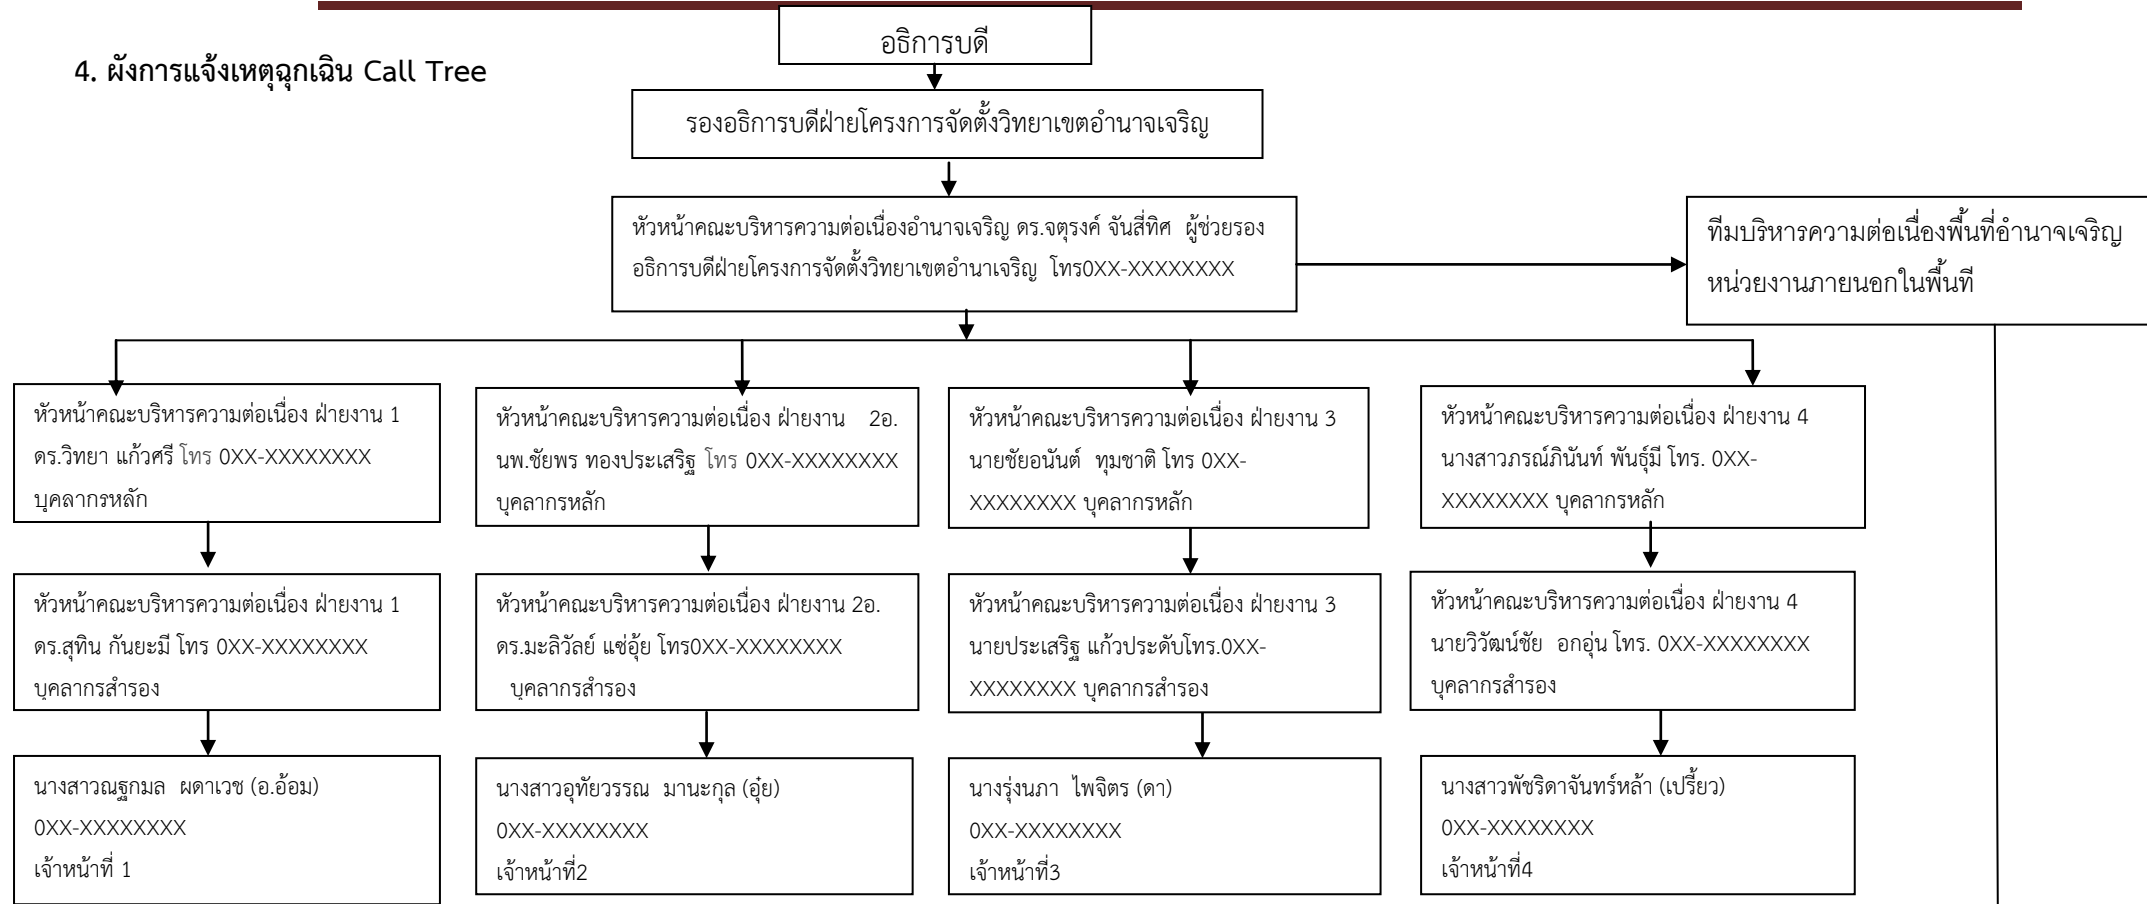 อธิการบดี
4. ผังการแจ้งเหตุฉุกเฉิน Call Tree
รองอธิการบดีฝ่ายโครงการจัดตั้งวิทยาเขตอำนาจเจริญ
หัวหน้าคณะบริหารความต่อเนื่องอำนาจเจริญ ดร.จตุรงค์ จันสี่ทิศ ผู้ช่วยรอง
อธิการบดีฝ่ายโครงการจัดตั้งวิทยาเขตอำนาเจริญ โทร0XX-XXXXXXXX
ทีมบริหารความต่อเนื่องพื้นที่อำนาจเจริญ
หน่วยงานภายนอกในพื้นที่
หัวหน้าคณะบริหารความต่อเนื่อง ฝ่ายงาน 1
ดร.วิทยา แก้วศรี โทร 0XX-XXXXXXXX
บุคลากรหลัก
หัวหน้าคณะบริหารความต่อเนื่อง ฝ่ายงาน 2อ.
นพ.ชัยพร ทองประเสริฐ โทร 0XX-XXXXXXXX
บุคลากรหลัก
หัวหน้าคณะบริหารความต่อเนื่อง ฝ่ายงาน 3
นายชัยอนันต์ ทุมชาติ โทร 0XX-
XXXXXXXX บุคลากรหลัก
หัวหน้าคณะบริหารความต่อเนื่อง ฝ่ายงาน 4
นางสาวภรณ์ภินันท์ พันธุ์มี โทร. 0XX-
XXXXXXXX บุคลากรหลัก
หัวหน้าคณะบริหารความต่อเนื่อง ฝ่ายงาน 1
ดร.สุทิน กันยะมี โทร 0XX-XXXXXXXX
บุคลากรสำรอง
หัวหน้าคณะบริหารความต่อเนื่อง ฝ่ายงาน 2อ.
ดร.มะลิวัลย์ แซ่อุ้ย โทร0XX-XXXXXXXX
บุคลากรสำรอง
หัวหน้าคณะบริหารความต่อเนื่อง ฝ่ายงาน 3
นายประเสริฐ แก้วประดับโทร.0XX-
XXXXXXXX บุคลากรสำรอง
หัวหน้าคณะบริหารความต่อเนื่อง ฝ่ายงาน 4
นายวิวัฒน์ชัย อกอุ่น โทร. 0XX-XXXXXXXX
บุคลากรสำรอง
นางสาวณฐกมล ผดาเวช (อ.อ้อม)
0XX-XXXXXXXX
เจ้าหน้าที่ 1
นางสาวอุทัยวรรณ มานะกุล (อุ๋ย)
0XX-XXXXXXXX
เจ้าหน้าที่2
นางรุ่งนภา ไพจิตร (ดา)
0XX-XXXXXXXX
เจ้าหน้าที่3
นางสาวพัชริดาจันทร์หล้า (เปรี้ยว)
0XX-XXXXXXXX
เจ้าหน้าที่4